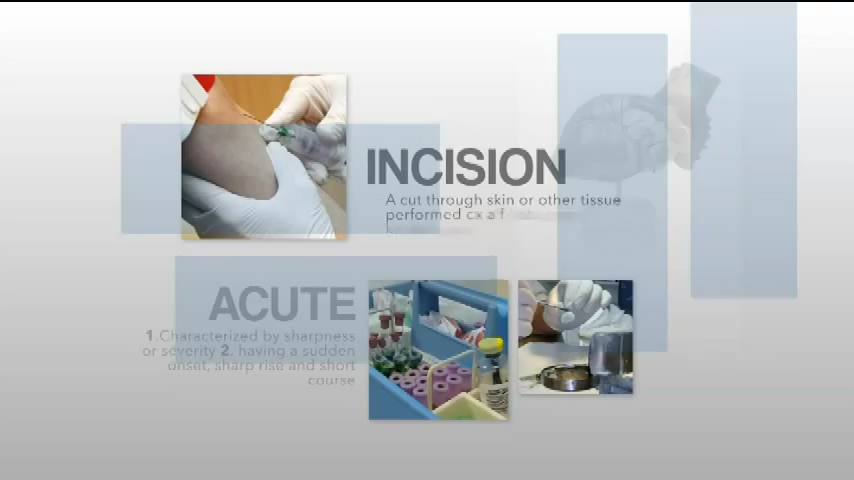 INCISION
A cut through skin or other tissue
performed
ACUTE
1.Characterized by sharpness
or severity 2. having a sudden
onset, sharp rise and short
course